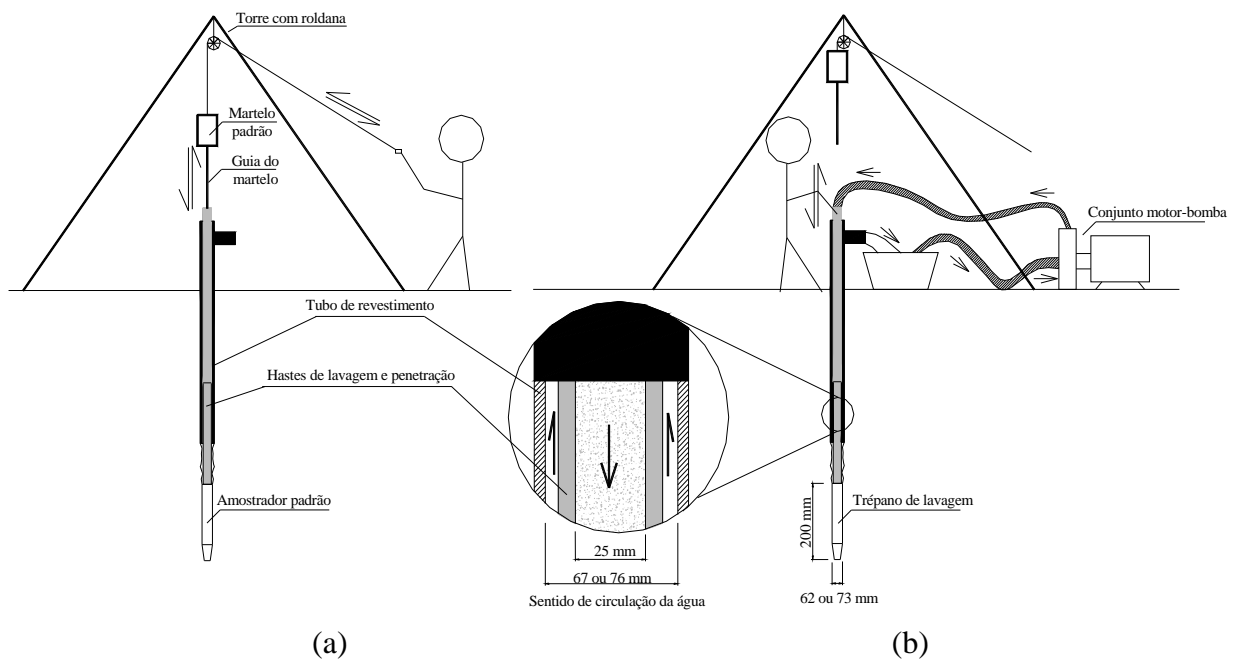 Torre com roldana
Martelo
padrão
Guia do
martelo
Conjunto motor-bomba
Tubo de revestimento
Hastes de lavagem e penetração
Amostrador padrão
Trépano de lavagem
200 mm
25 mm
67 ou 76 mm
Sentido de circulação da água
62 ou 73 mm
(a)
(b)